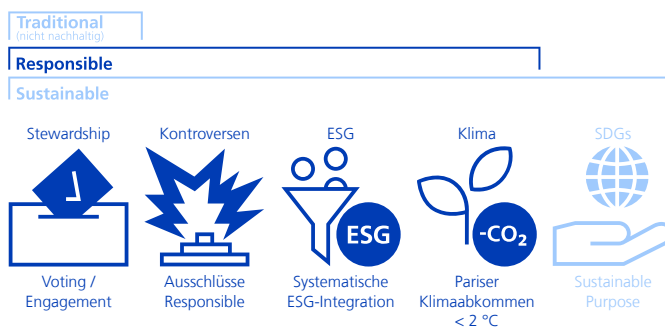 Traditional
(nicht nachhaltig)
Responsible
Sustainable
Stewardship
Kontroversen
ESG
Klima
SDGs
ESG
-CO₂
Voting /
Engagement
Ausschlüsse
Responsible
Systematische
ESG-Integration
Pariser
Klimaabkommen
< 2 °C
Sustainable
Purpose